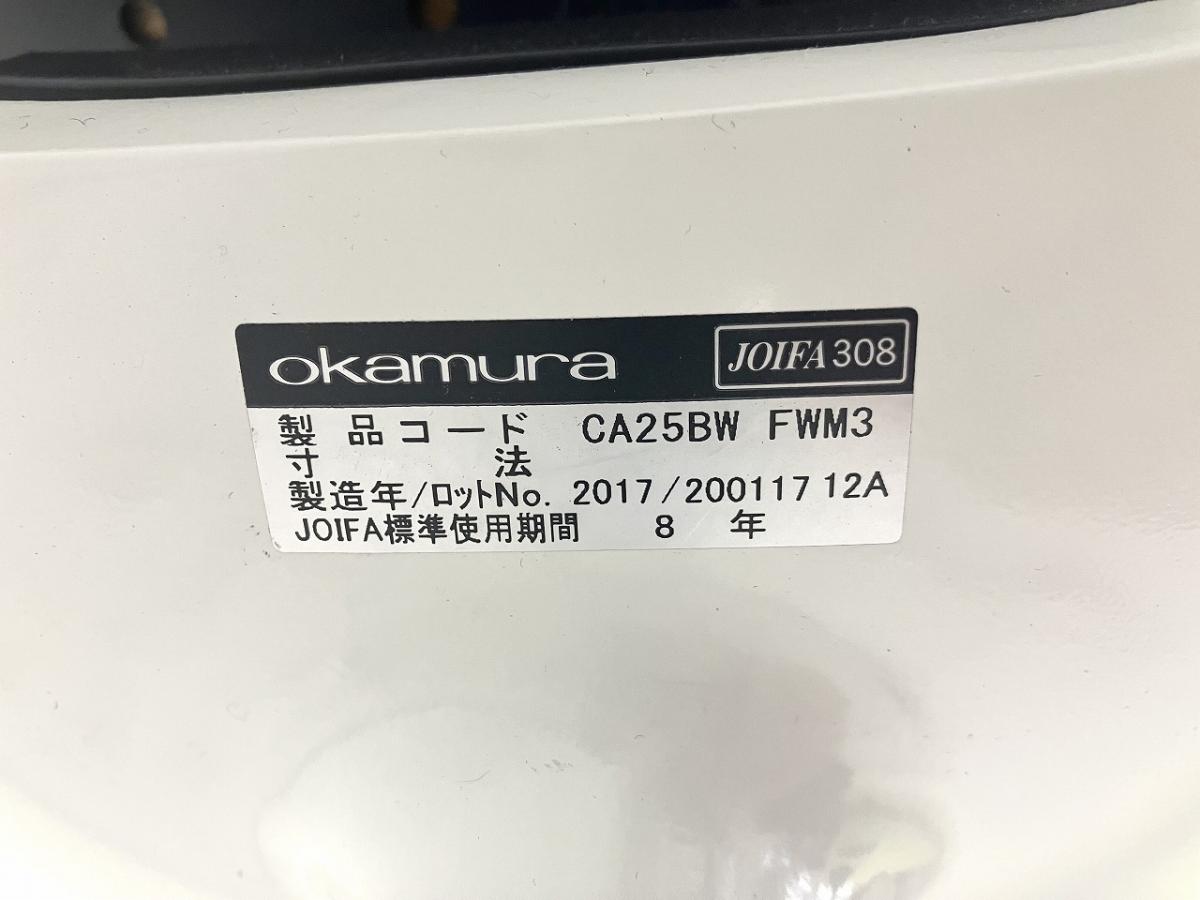 okamura JOIFA308
製品コード CA25BW FWM3
寸法
製造年/ロットNo. 2017/200117 12A
JOIFA標準使用期間 8 年